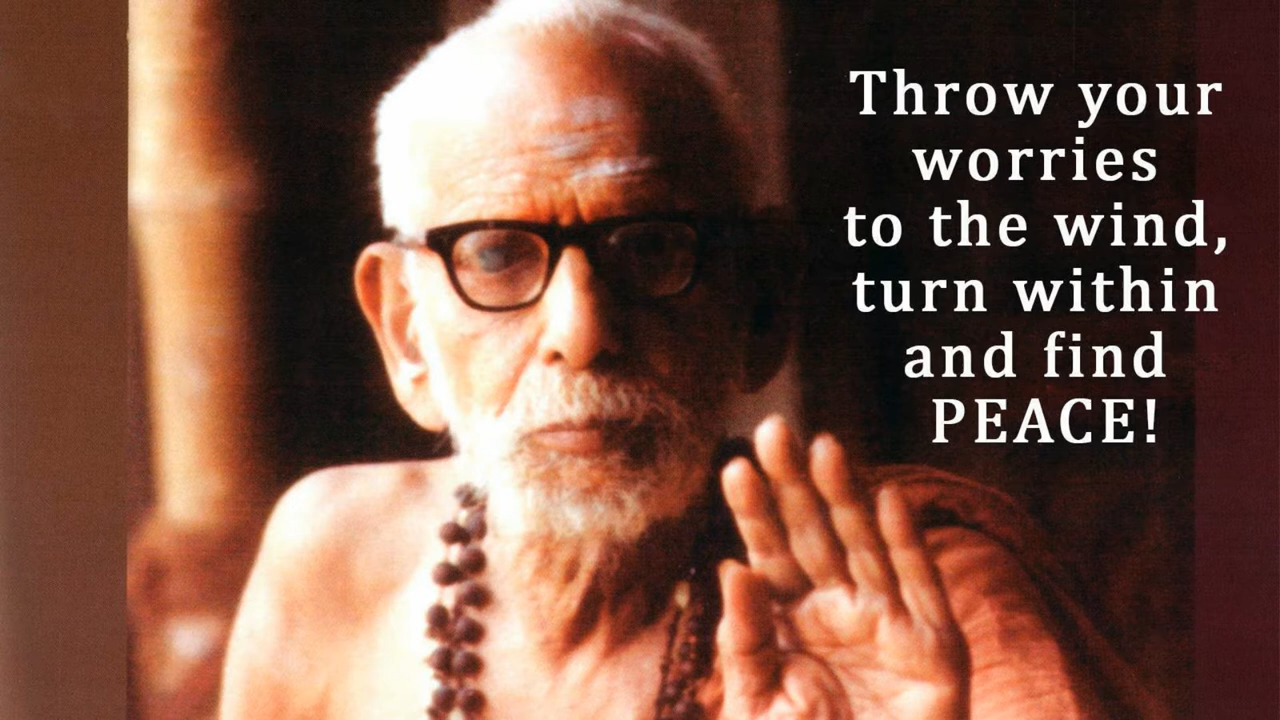 Throw your
worries
to the wind,
turn within
and find
PEACE!